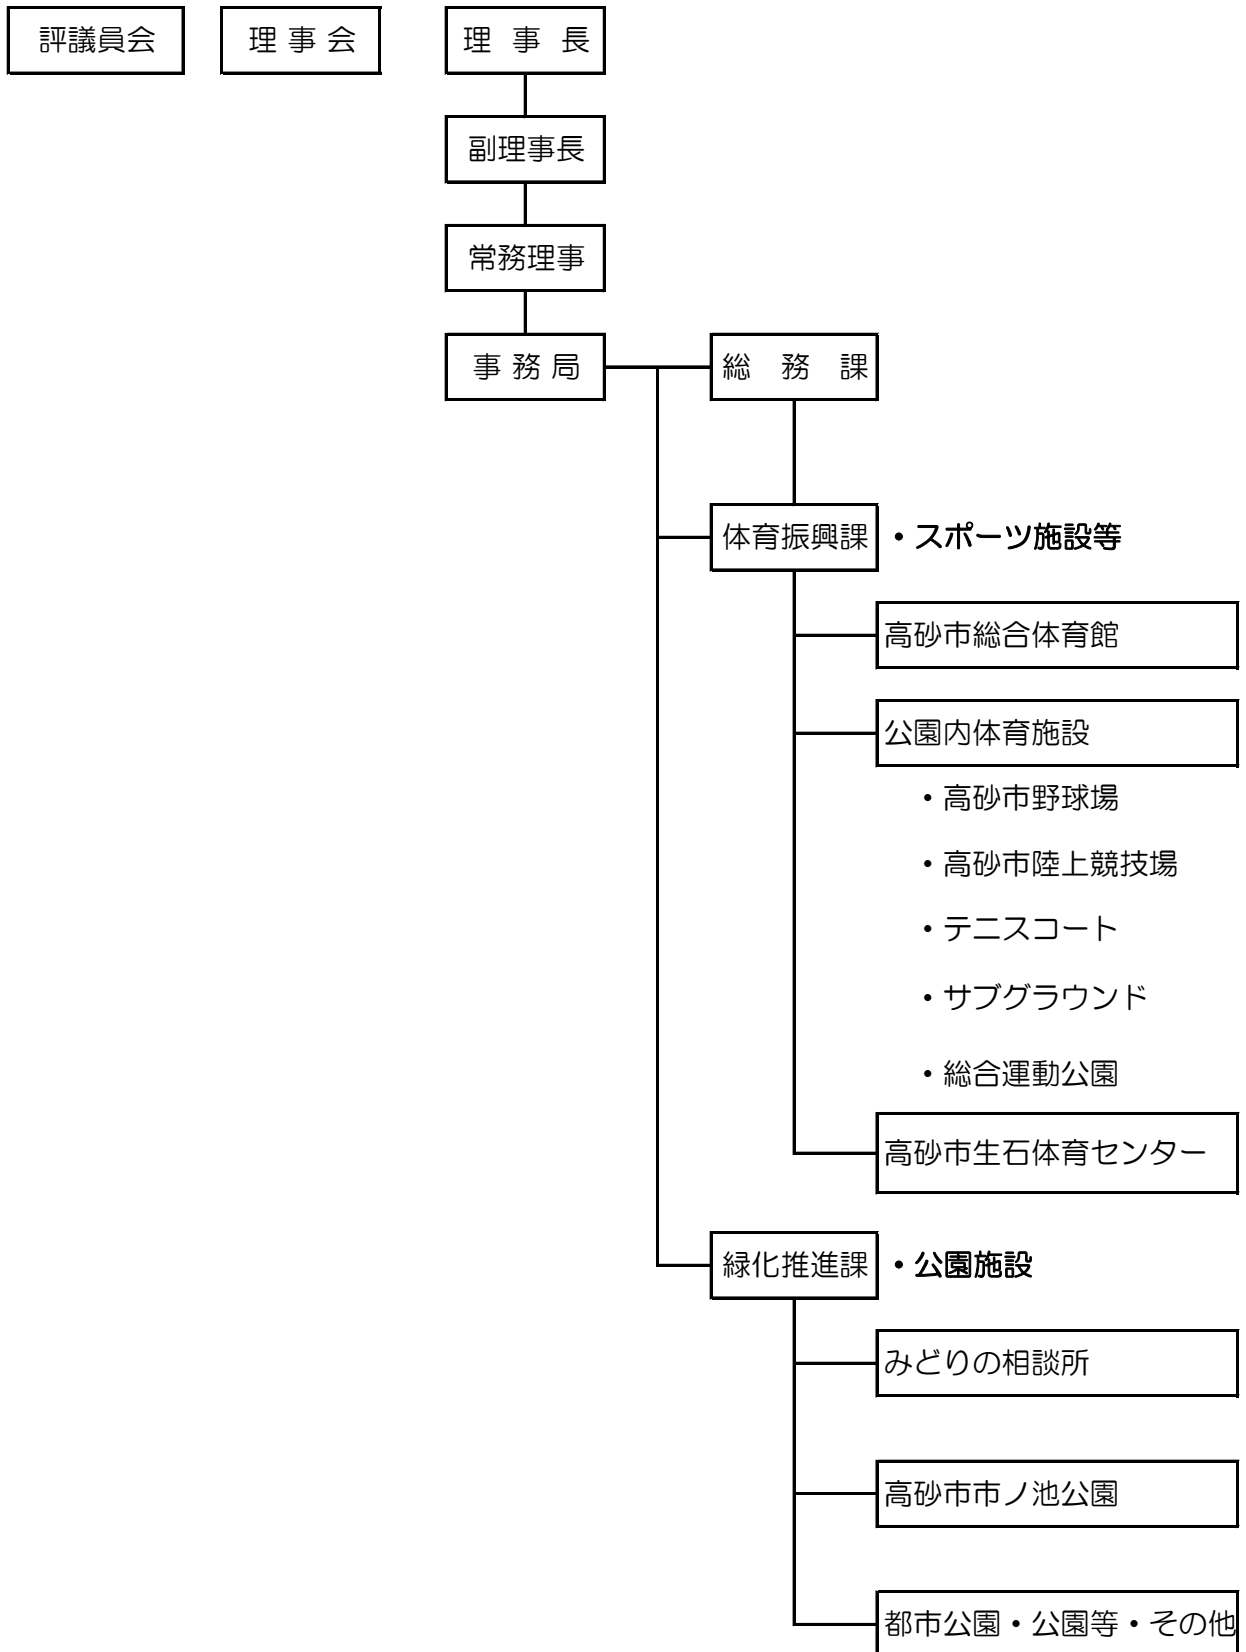 評議員会
理事会
理事長
副理事長
常務理事
事務局
総務課
体育振興課
・スポーツ施設等
高砂市総合体育館
公園内体育施設
・高砂市野球場
・高砂市陸上競技場
・テニスコート
・サブグラウンド
・総合運動公園
高砂市生石体育センター
緑化推進課
・公園施設
みどりの相談所
高砂市市ノ池公園
都市公園・公園等・その他